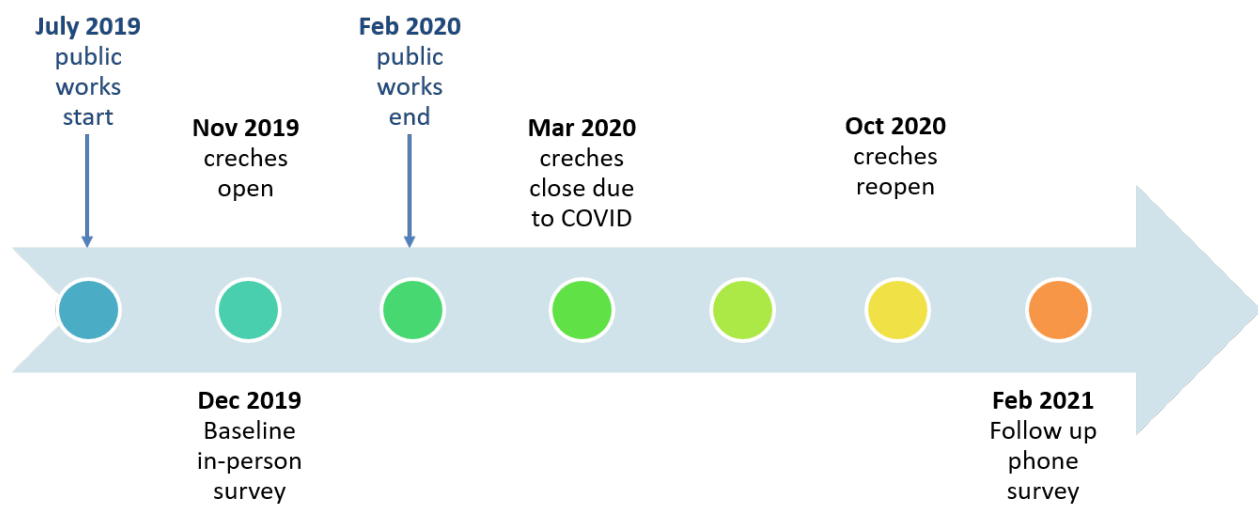 July 2019
public
works
start
Nov 2019
creches
open
Feb 2020
public
works
end
Mar 2020
creches
close due
to COVID
Oct 2020
creches
reopen
Dec 2019
Baseline
in-person
survey
Feb 2021
Follow up
phone
survey